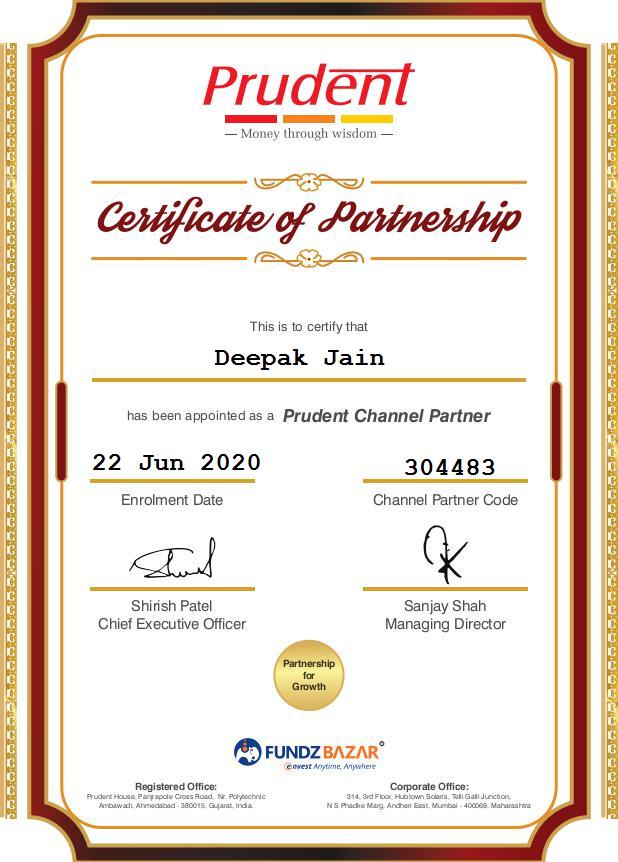 Prudent
— Money through wisdom —
Certificate of Partnership
This is to certify that
Deepak Jain
has been appointed as a Prudent Channel Partner
22 Jun 2020
Enrolment Date
304483
Channel Partner Code
Shirish Patel
Chief Executive Officer
Sanjay Shah
Managing Director
Partnership
for
Growth
FUNDZBAZAR
envest Anytime, Anywhere
Registered Office:
Prudent House, Panjrapole Cross Road, Nr. Polytechnic
Ambawadi, Ahmedabad - 380015, Gujarat, India.
Corporate Office:
314, 3rd Floor, Hubtown Solaris, Telli Galli Junction,
N S Phadke Marg, Andheri East, Mumbai - 400069, Maharashtra